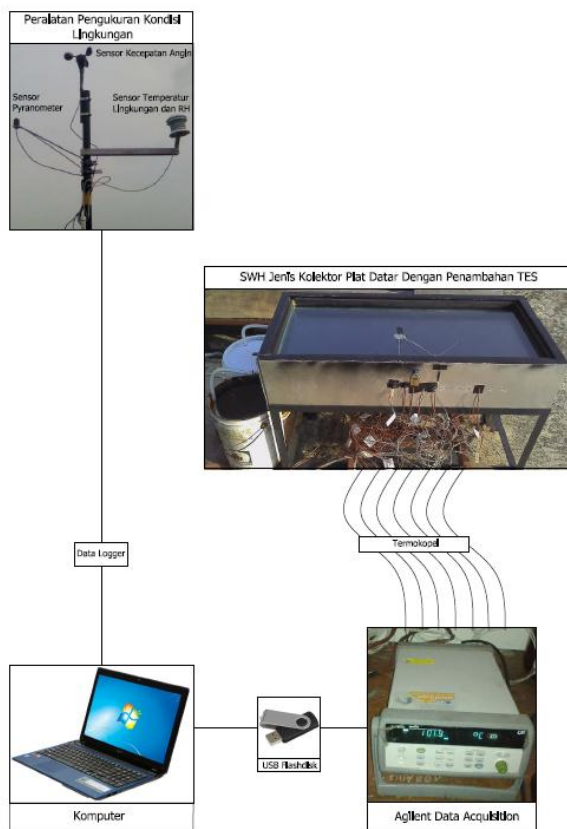 Peralatan Pengukuran Kondisi
Lingkungan
Sensor Kecepatan Angin
Sensor
Pyranometer
Sensor Temperatur
Lingkungan dan RH
SWH Jenis Kolektor Plat Datar Dengan Penambahan TES
Data Logger
Termokopel
USB Flashdisk
Komputer
Agilent Data Acquisition